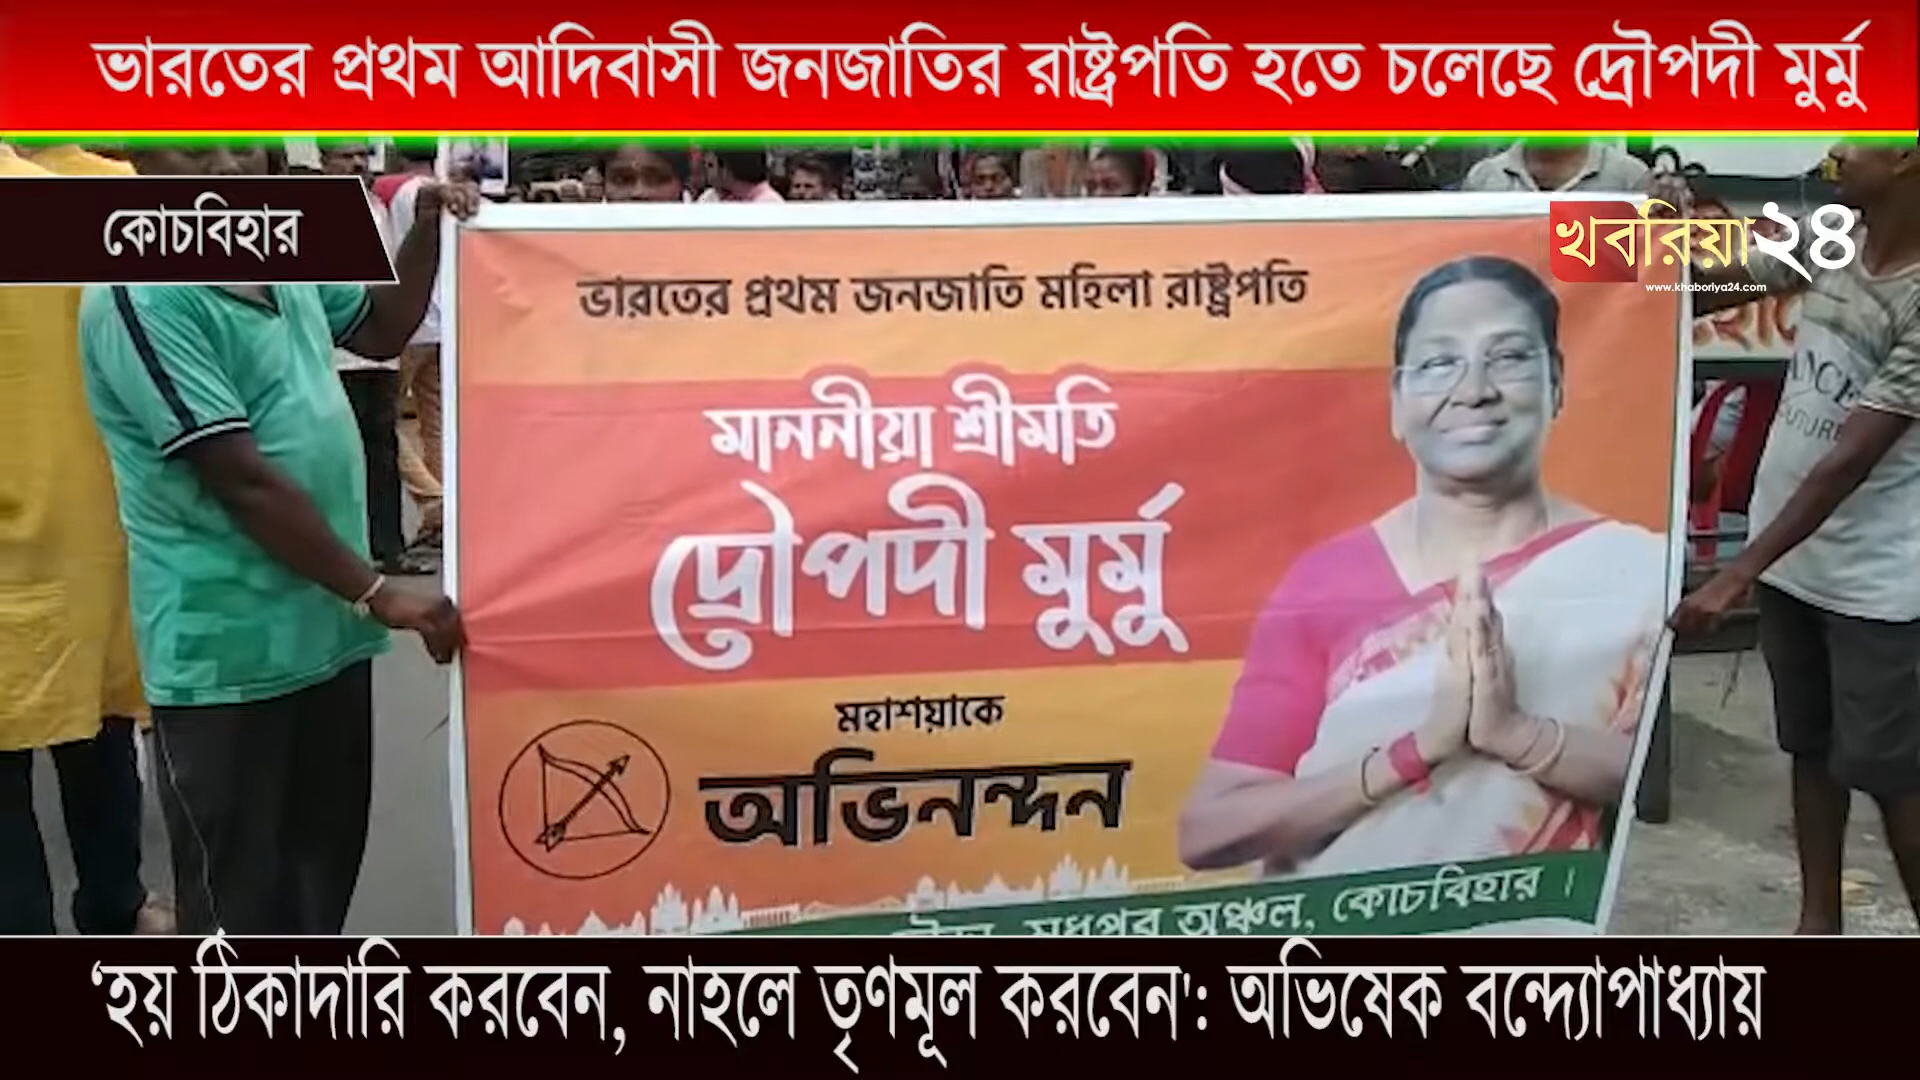 ভারতের প্রথম আদিবাসী জনজাতির রাষ্ট্রপতি হতে চলেছে দ্রৌপদী মুর্মু
কোচবিহার
খবরিয়া২৪
www.khaboriya24.com
ভারতের প্রথম জনজাতি মহিলা রাষ্ট্রপতি
মাননীয়া শ্রীমতি
দ্রৌপদী মুর্মু
মহাশয়াকে
অভিনন্দন
অঞ্চল, কোচবিহার ।
FUTURE
‘হয় ঠিকাদারি করবেন, নাহলে তৃণমূল করবেন': অভিষেক বন্দ্যোপাধ্যায়